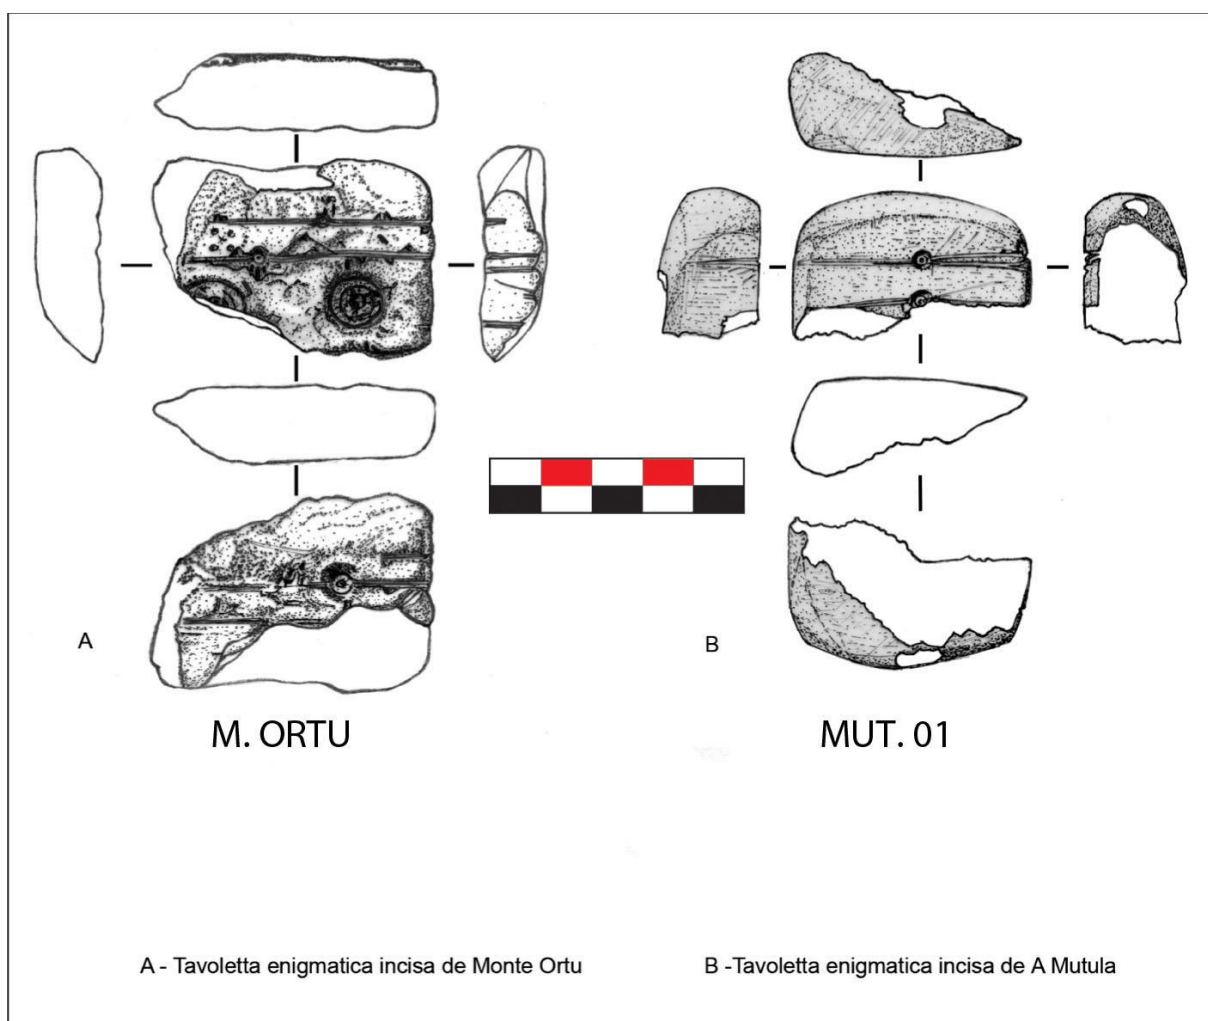 A
B
M. ORTU
MUT. 01
A - Tavoletta enigmatica incisa de Monte Ortu
B -Tavoletta enigmatica incisa de A Mutula